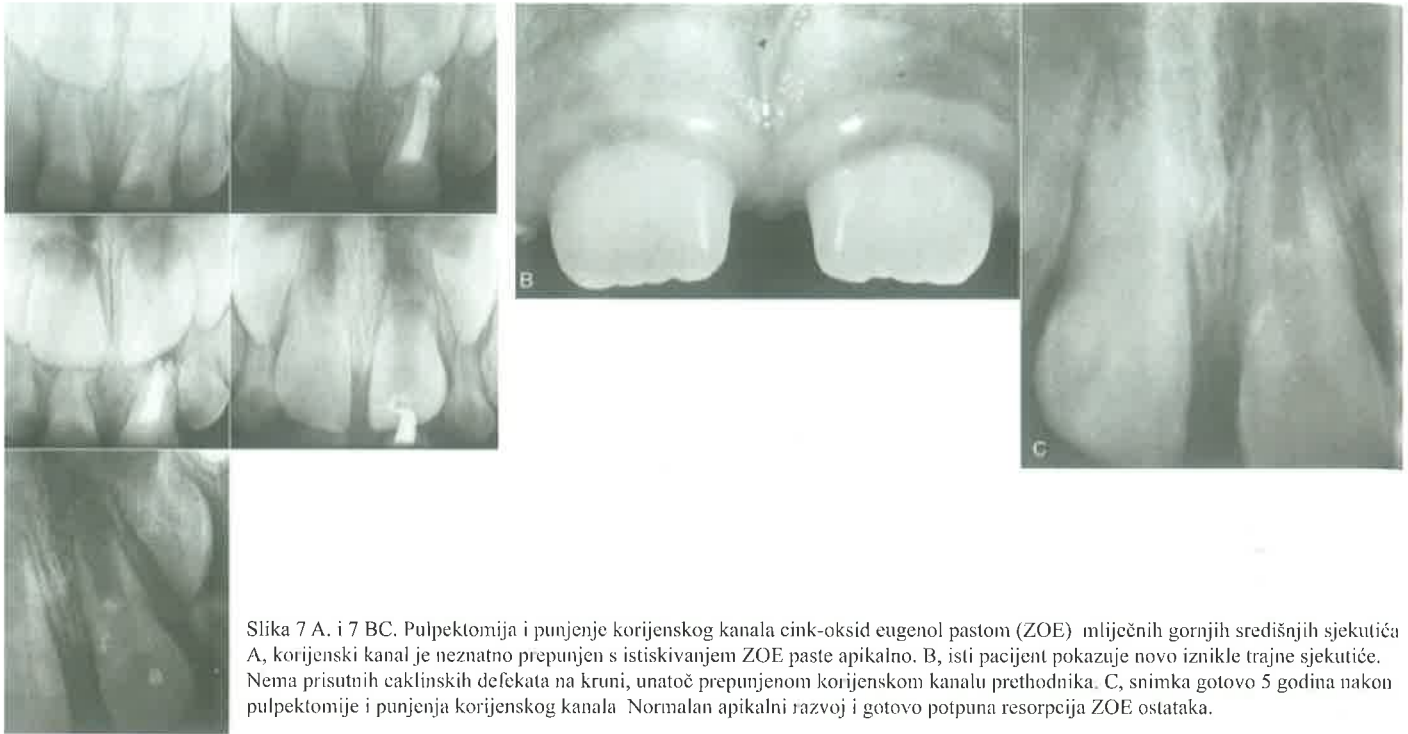 B
C
Slika 7 A. i 7 BC. Pulpektomija i punjenje korijenskog kanala cink-oksid eugenol pastom (ZOE) mliječnih gornjih središnjih sjekutića
A, korijenski kanal je neznatno prepunjen s istiskivanjem ZOE paste apikalno. B, isti pacijent pokazuje novo iznikle trajne sjekutiće.
Nema prisutnih caklinskih defekata na kruni, unatoč prepunjenom korijenskom kanalu prethodnika. C, snimka gotovo 5 godina nakon
pulpektomije i punjenja korijenskog kanala Normalan apikalni razvoj i gotovo potpuna resorpcija ZOE ostataka.